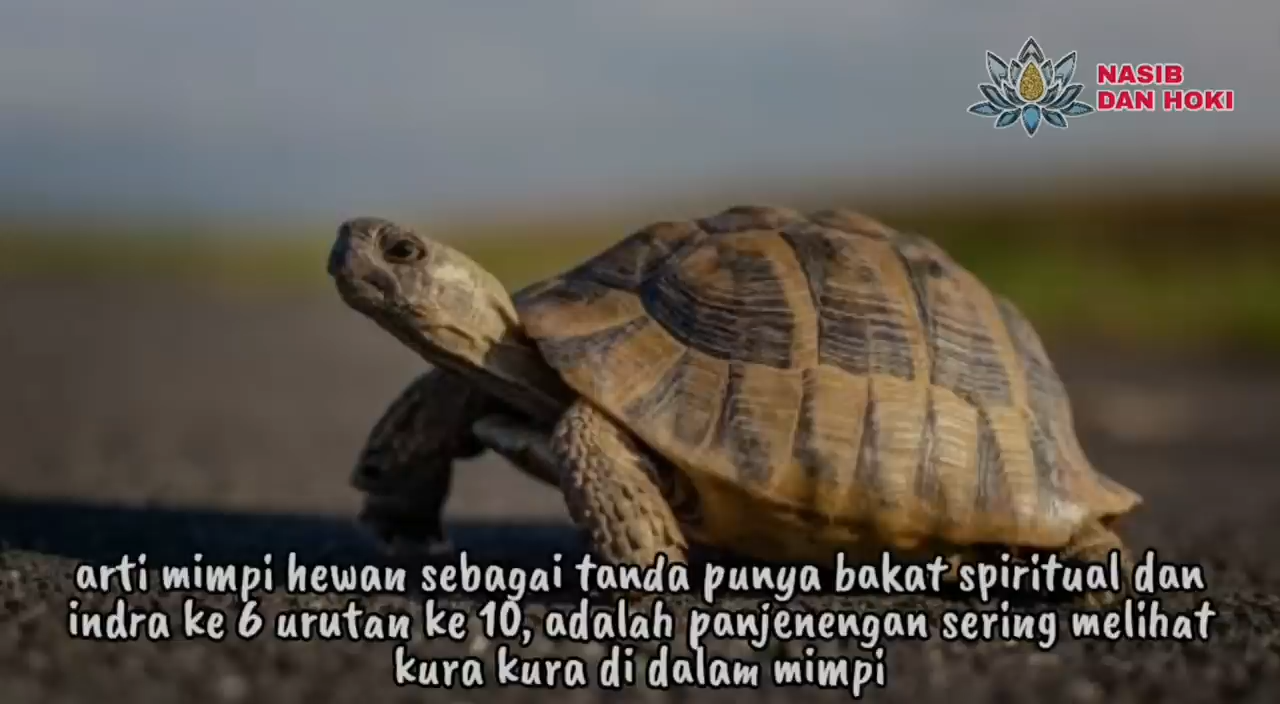 NASIB
DAN HOKI
arti mimpi hewan sebagai tanda punya bakat spiritual dan
indra ke 6 urutan ke 10, adalah panjenengan sering melihat
kura kura di dalam mimpi